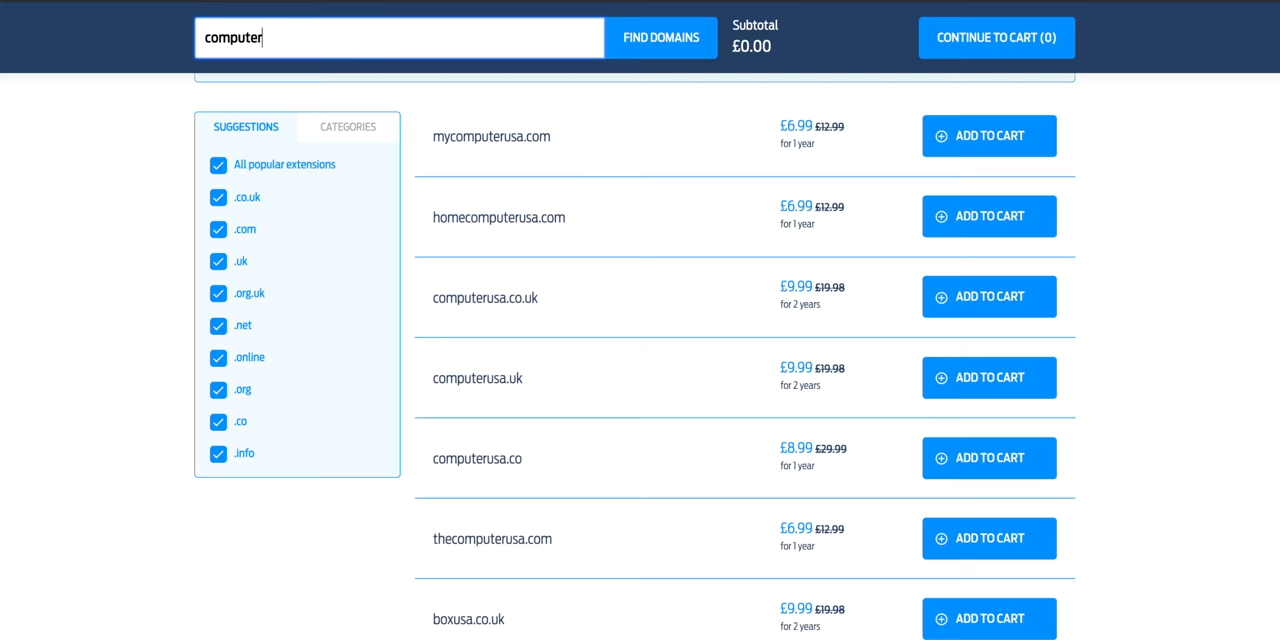 computer
FIND DOMAINS
Subtotal
£0.00
CONTINUE TO CART (0)
SUGGESTIONS
CATEGORIES
All popular extensions
.co.uk
.com
.uk
.org.uk
.net
.online
.org
.co
.info
mycomputerusa.com
£6.99 £12.99
for 1 year
ADD TO CART
homecomputerusa.com
£6.99 £12.99
for 1 year
ADD TO CART
computerusa.co.uk
£9.99 £19.98
for 2 years
ADD TO CART
computerusa.uk
£9.99 £19.98
for 2 years
ADD TO CART
computerusa.co
£8.99 £29.99
for 1 year
ADD TO CART
thecomputerusa.com
£6.99 £12.99
for 1 year
ADD TO CART
boxusa.co.uk
£9.99 £19.98
for 2 years
ADD TO CART